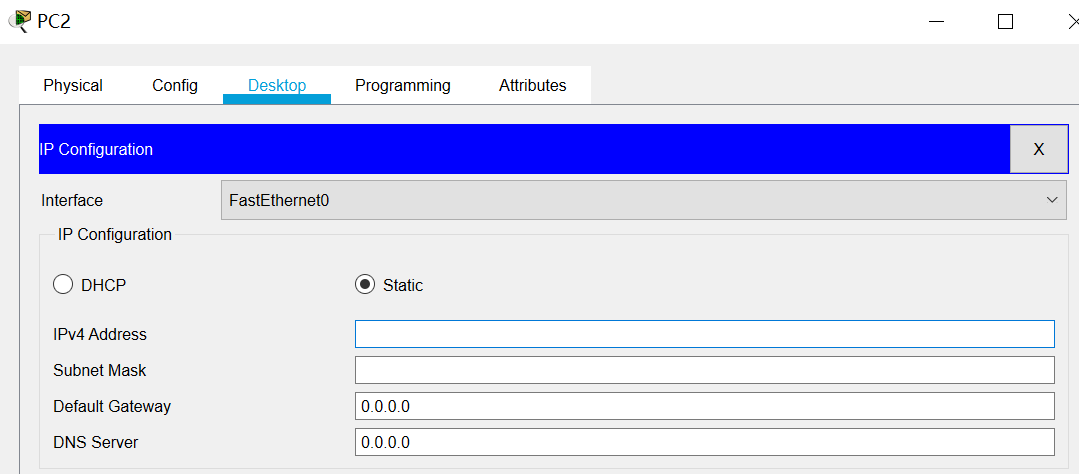 PC2
Physical Config Desktop Programming Attributes
IP Configuration X
Interface FastEthernet0
IP Configuration
DHCP Static
IPv4 Address
Subnet Mask
Default Gateway 0.0.0.0
DNS Server 0.0.0.0